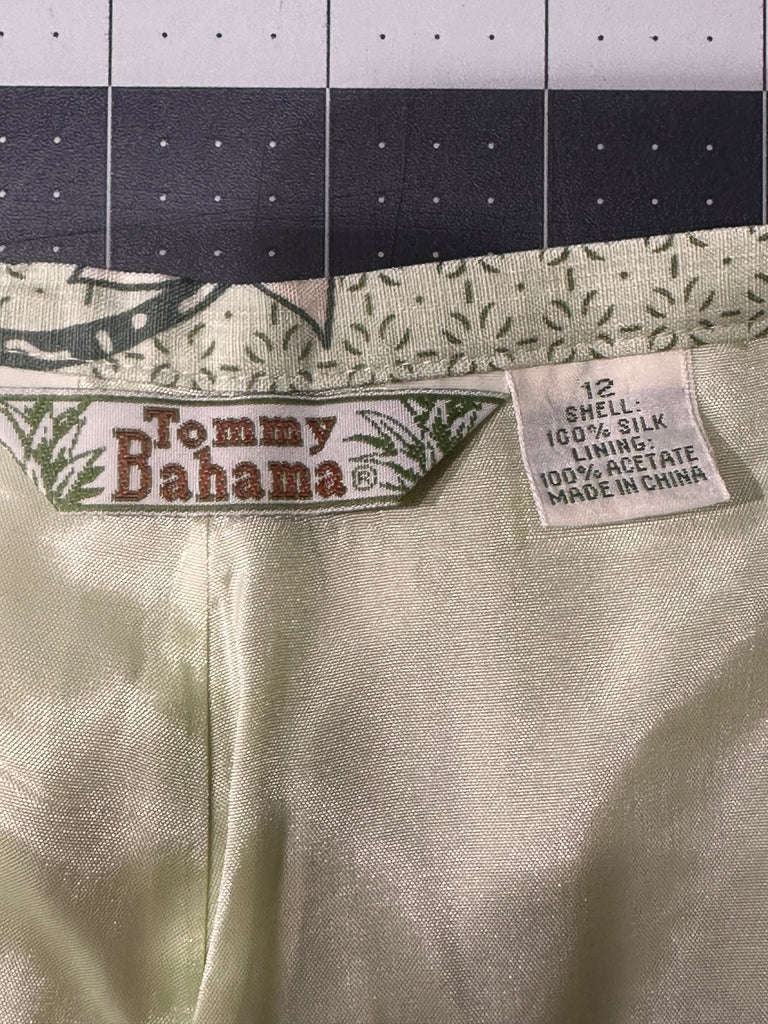 Tommy
Bahama®
12
SHELL:
100% SILK
LINING:
100% ACETATE
MADE IN CHINA